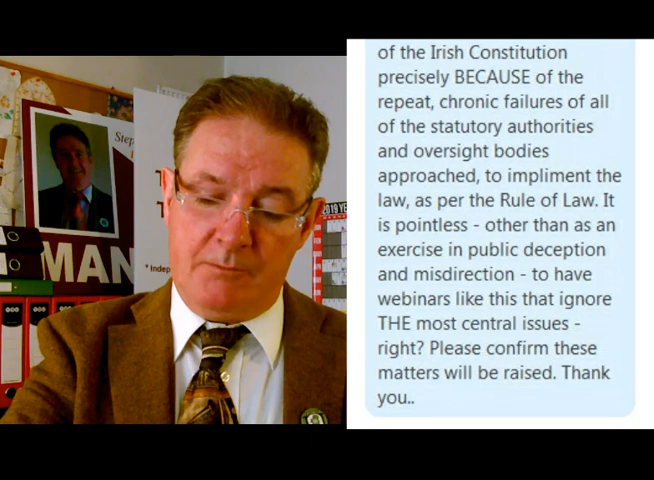 of the Irish Constitution
precisely BECAUSE of the
repeat, chronic failures of all
of the statutory authorities
and oversight bodies
approached, to impliment the
law, as per the Rule of Law. It
is pointless - other than as an
exercise in public deception
and misdirection - to have
webinars like this that ignore
THE most central issues -
right? Please confirm these
matters will be raised. Thank
you..
MAN
2019